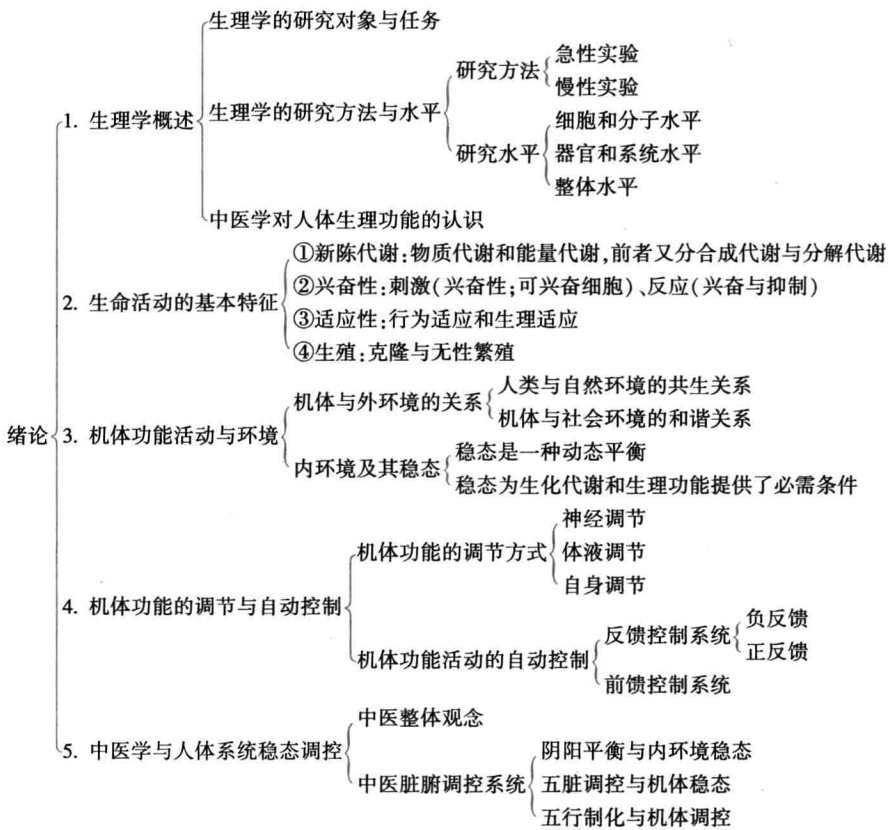 绪论
1. 生理学概述
生理学的研究对象与任务
生理学的研究方法与水平
研究方法
急性实验
慢性实验
研究水平
细胞和分子水平
器官和系统水平
整体水平
中医学对人体生理功能的认识
2. 生命活动的基本特征
①新陈代谢:物质代谢和能量代谢,前者又分合成代谢与分解代谢
②兴奋性:刺激(兴奋性;可兴奋细胞)、反应(兴奋与抑制)
③适应性:行为适应和生理适应
④生殖:克隆与无性繁殖
3. 机体功能活动与环境
机体与外环境的关系
人类与自然环境的共生关系
机体与社会环境的和谐关系
内环境及其稳态
稳态是一种动态平衡
稳态为生化代谢和生理功能提供了必需条件
4. 机体功能的调节与自动控制
机体功能的调节方式
神经调节
体液调节
自身调节
机体功能活动的自动控制
反馈控制系统
负反馈
正反馈
前馈控制系统
5. 中医学与人体系统稳态调控
中医整体观念
中医脏腑调控系统
阴阳平衡与内环境稳态
五脏调控与机体稳态
五行制化与机体调控